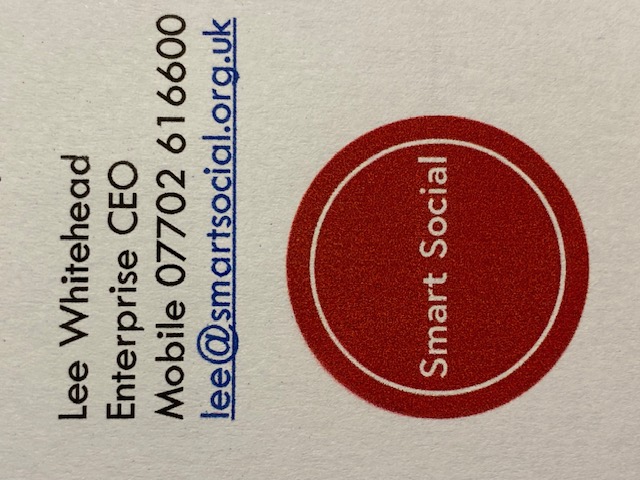 Lee Whitehead
Enterprise CEO
Mobile 07702 616600
lee@smartsocial.org.uk
Smart Social